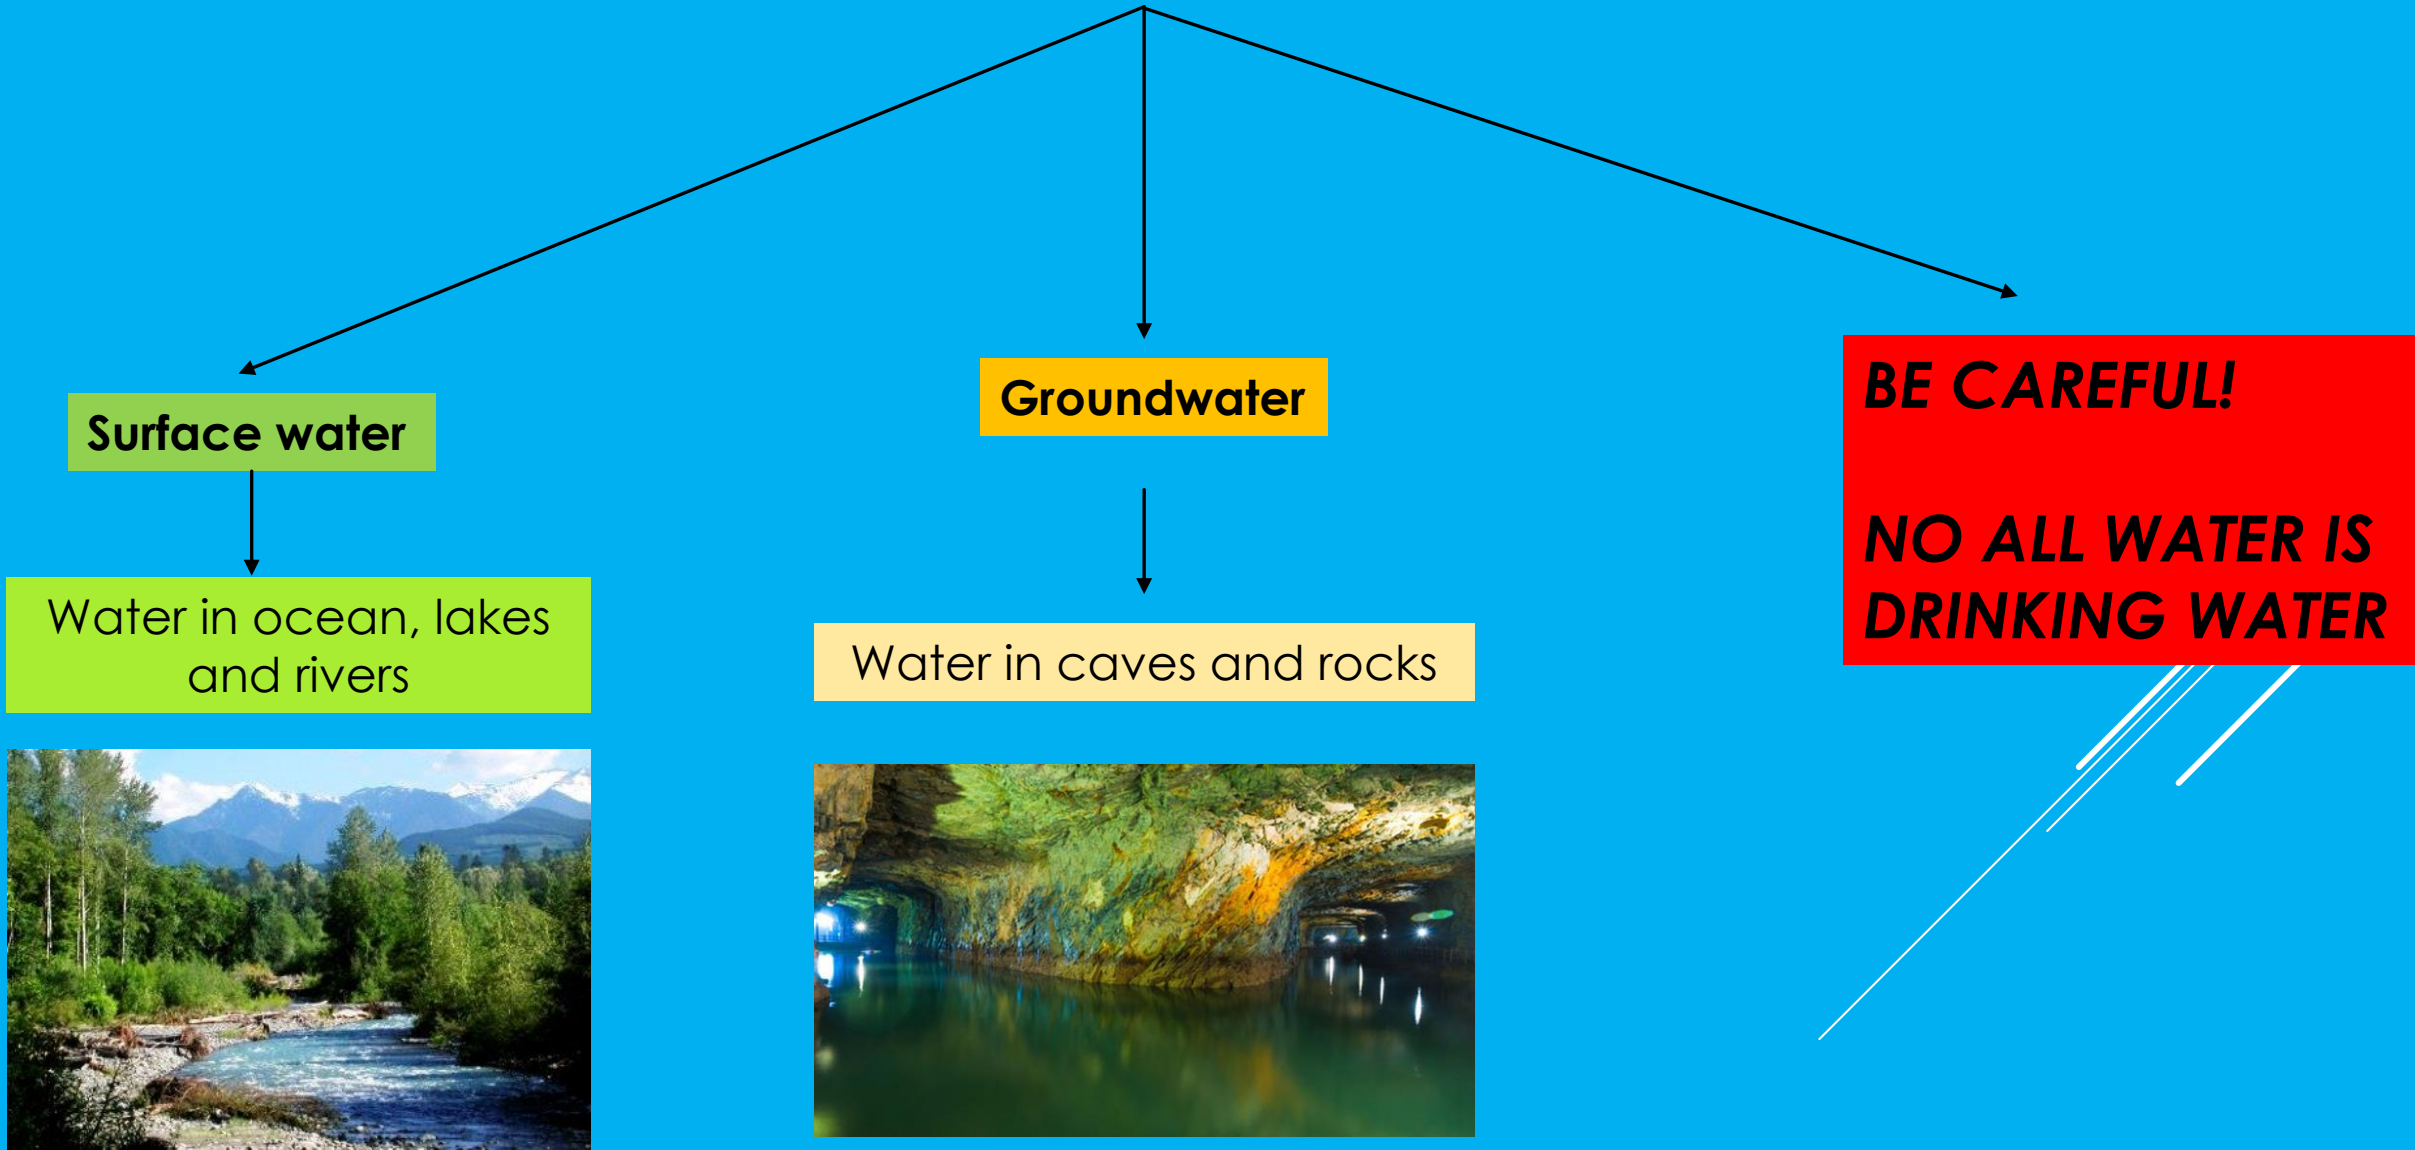 Surface water
Water in ocean, lakes
and rivers
Groundwater
Water in caves and rocks
BE CAREFUL!
NO ALL WATER IS
DRINKING WATER